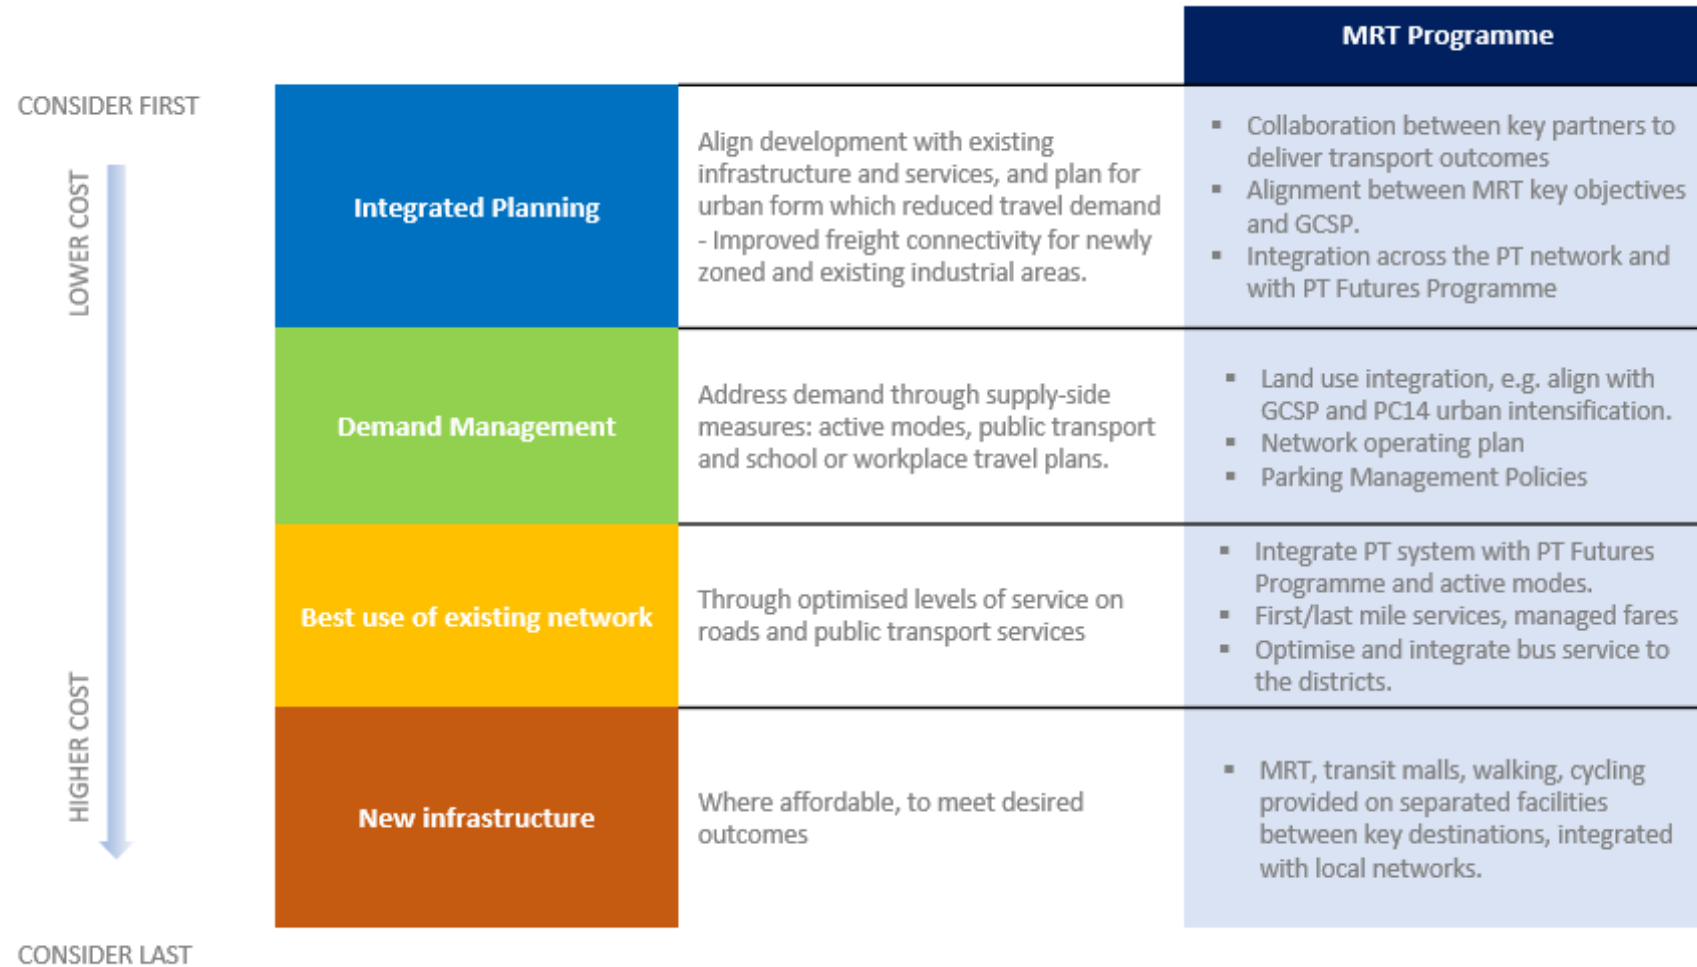 MRT Programme
CONSIDER FIRST
LOWER COST
HIGHER COST
CONSIDER LAST
Integrated Planning
Align development with existing
infrastructure and services, and plan for
urban form which reduced travel demand
- Improved freight connectivity for newly
zoned and existing industrial areas.
▪ Collaboration between key partners to
deliver transport outcomes
▪ Alignment between MRT key objectives
and GCSP.
▪ Integration across the PT network and
with PT Futures Programme
Demand Management
Address demand through supply-side
measures: active modes, public transport
and school or workplace travel plans.
▪ Land use integration, e.g. align with
GCSP and PC14 urban intensification.
▪ Network operating plan
▪ Parking Management Policies
Best use of existing network
Through optimised levels of service on
roads and public transport services
▪ Integrate PT system with PT Futures
Programme and active modes.
▪ First/last mile services, managed fares
▪ Optimise and integrate bus service to
the districts.
New infrastructure
Where affordable, to meet desired
outcomes
▪ MRT, transit malls, walking, cycling
provided on separated facilities
between key destinations, integrated
with local networks.